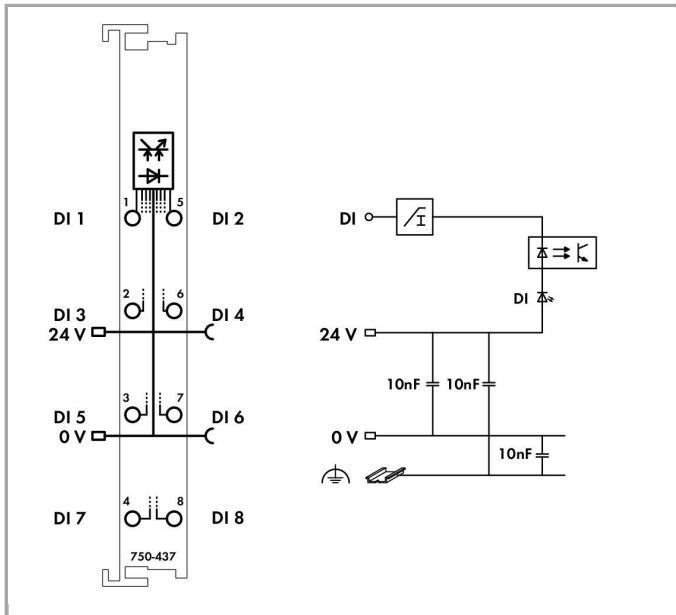 1 5
DI 1 DI 2
2 6
DI 3 DI 4
24 V
3 7
DI 5 DI 6
0 V
4 8
DI 7 DI 8
750-437
DI
I
DI
24 V
10nF 10nF
0 V
10nF